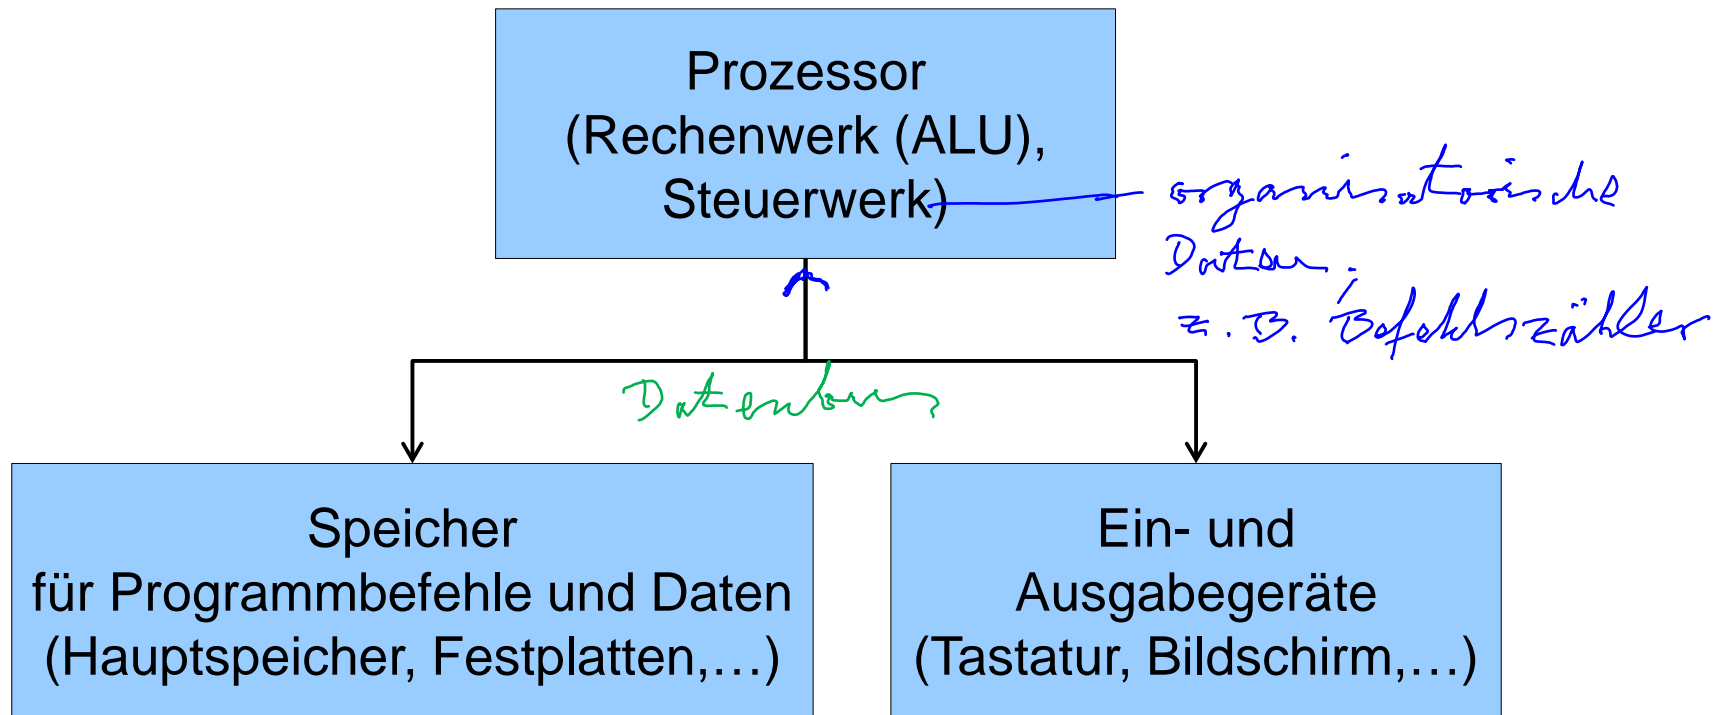 Prozessor
(Rechenwerk (ALU),
Steuerwerk)
organisatorische
Daten:
z.B. Befehlszähler
Datenbus
Speicher
für Programmbefehle und Daten
(Hauptspeicher, Festplatten,…)
Ein- und
Ausgabegeräte
(Tastatur, Bildschirm,…)